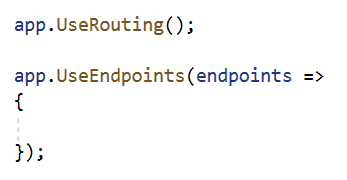 app.UseRouting();
app.UseEndpoints(endpoints =>
{
});